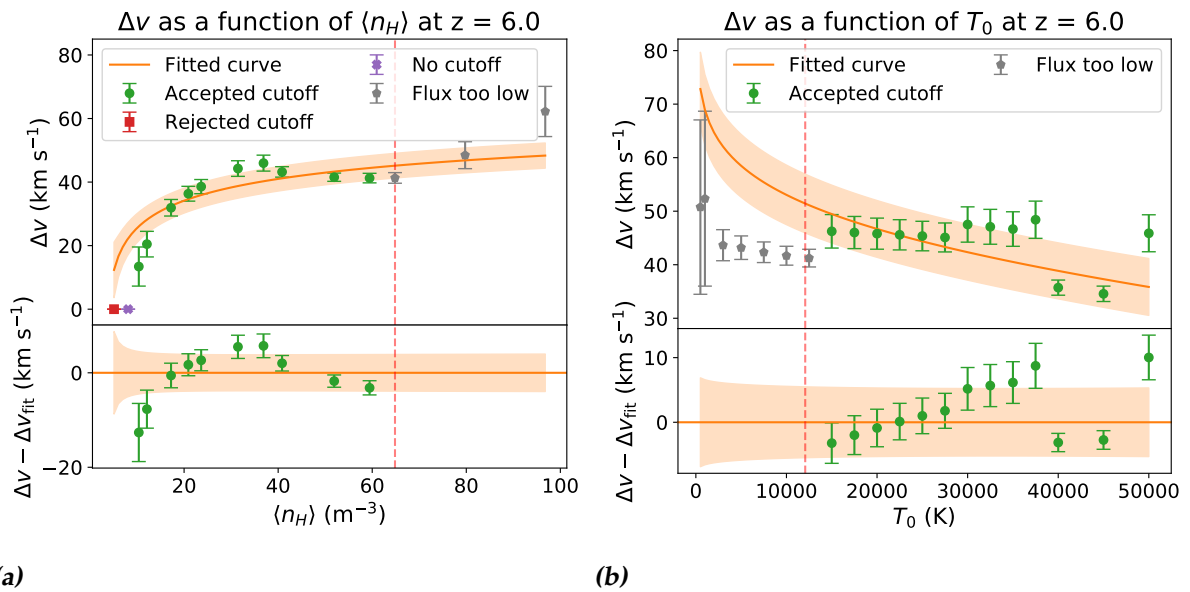 Δv as a function of ⟨n_H⟩ at z = 6.0
80
60
40
20
0
Δv (km s⁻¹)
Fitted curve
Accepted cutoff
Rejected cutoff
No cutoff
Flux too low
0
−20
Δv − Δv_fit (km s⁻¹)
20 40 60 80 100
⟨n_H⟩ (m⁻³)
(a)
Δv as a function of T₀ at z = 6.0
80
70
60
50
40
30
Δv (km s⁻¹)
Fitted curve
Accepted cutoff
Flux too low
10
0
Δv − Δv_fit (km s⁻¹)
0 10000 20000 30000 40000 50000
T₀ (K)
(b)